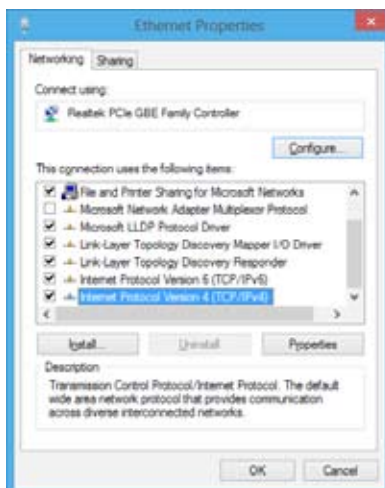 Ethernet Properties
Networking
Sharing
Connect using:
Realtek PCIe GBE Family Controller
Configure...
This connection uses the following items:
File and Printer Sharing for Microsoft Networks
Microsoft Network Adapter Multiplexor Protocol
Microsoft LLDP Protocol Driver
Link-Layer Topology Discovery Mapper I/O Driver
Link-Layer Topology Discovery Responder
Internet Protocol Version 6 (TCP/IPv6)
Internet Protocol Version 4 (TCP/IPv4)
Install...
Uninstall
Properties
Description
Transmission Control Protocol/Internet Protocol. The default
wide area network protocol that provides communication
across diverse interconnected networks.
OK
Cancel